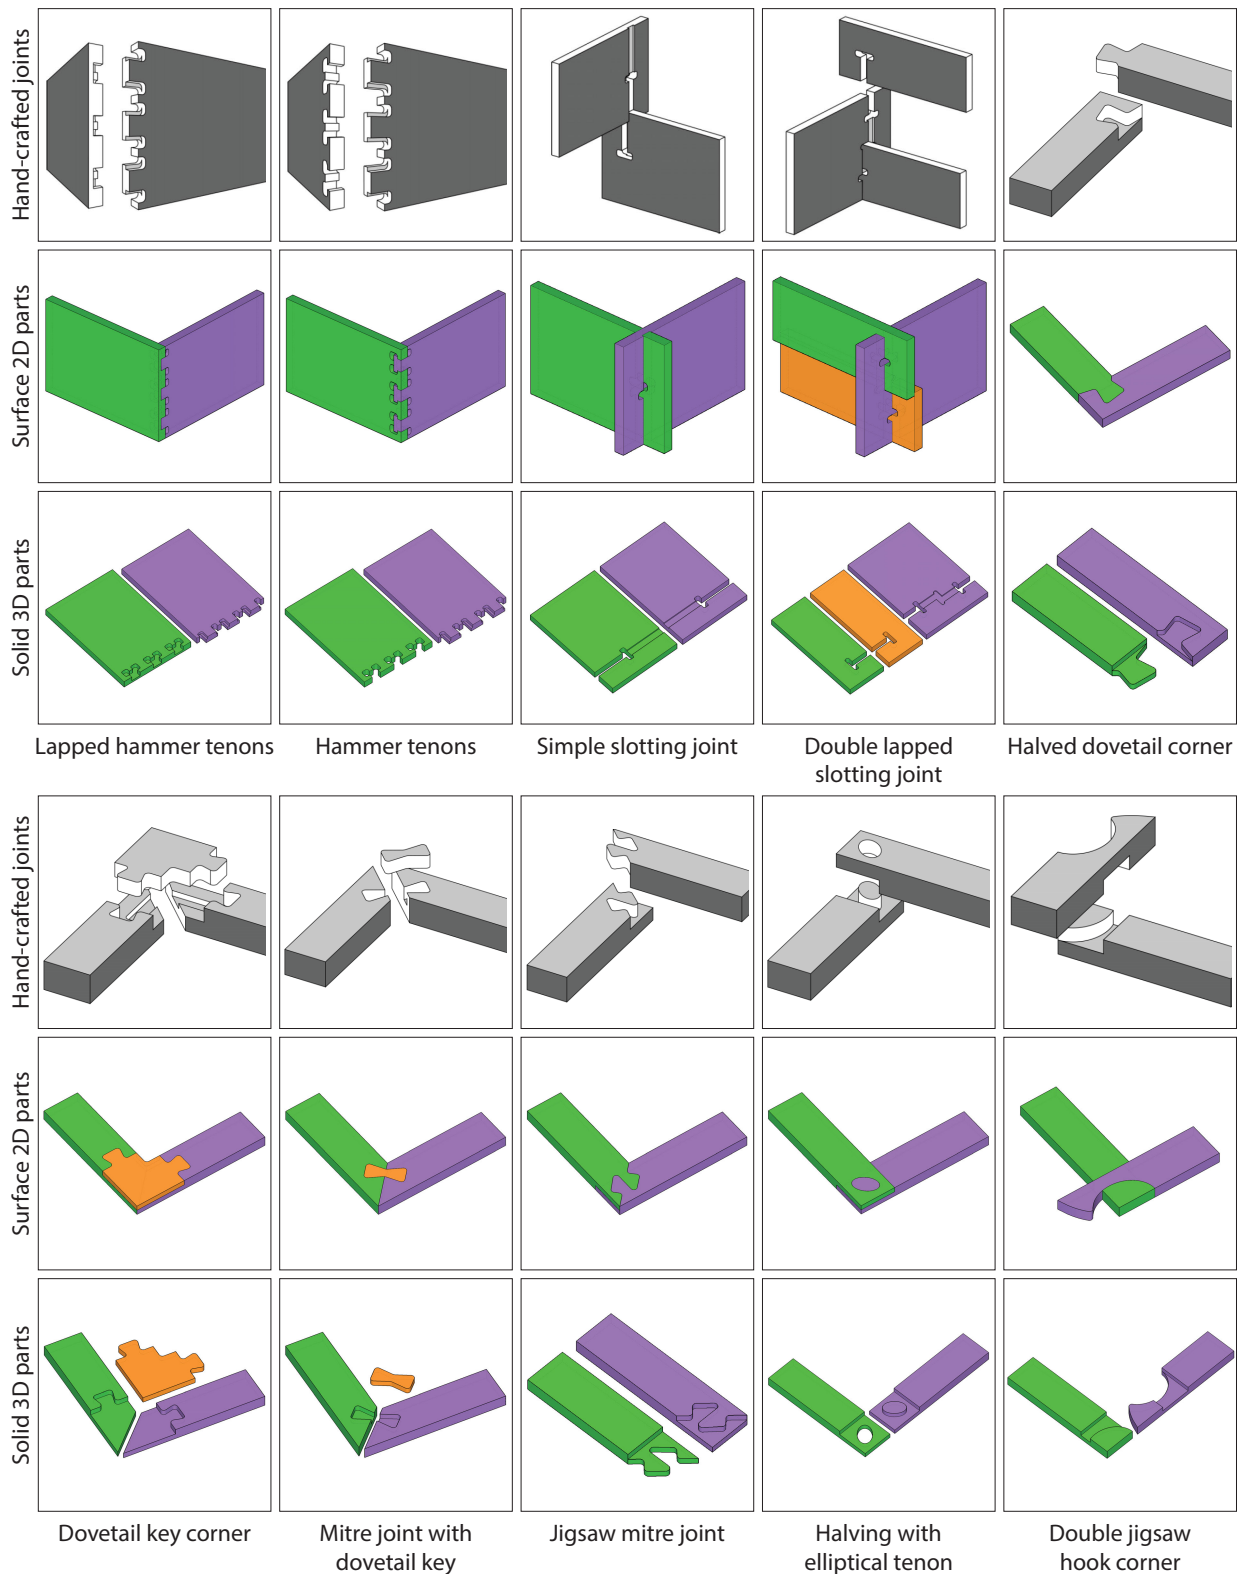 Hand-crafted joints
Surface 2D parts
Solid 3D parts
Lapped hammer tenons
Hammer tenons
Simple slotting joint
Double lapped
slotting joint
Halved dovetail corner
Hand-crafted joints
Surface 2D parts
Solid 3D parts
Dovetail key corner
Mitre joint with
dovetail key
Jigsaw mitre joint
Halving with
elliptical tenon
Double jigsaw
hook corner